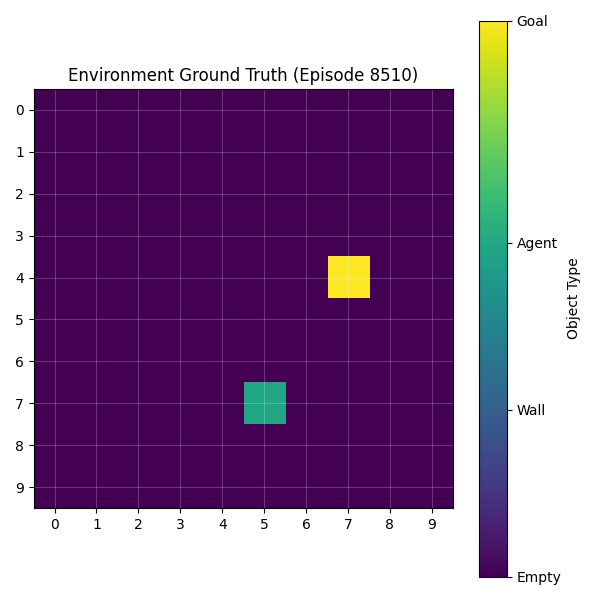 Environment Ground Truth (Episode 8510)
0
1
2
3
4
5
6
7
8
9
0 1 2 3 4 5 6 7 8 9
Goal
Agent
Wall
Empty
Object Type